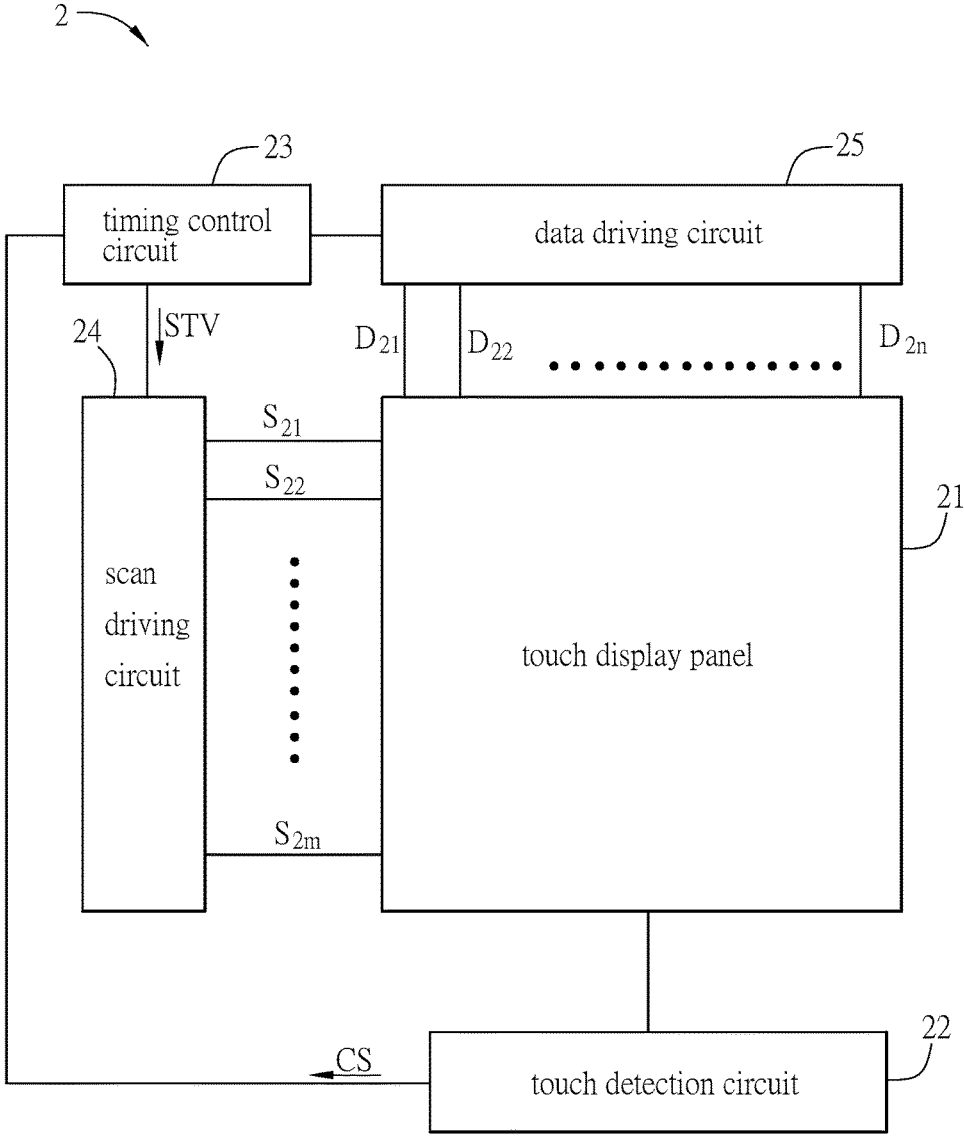 2
23
25
timing control
circuit
data driving circuit
24
STV
D21
D22
D2n
S21
S22
21
scan
driving
circuit
touch display panel
S2m
22
CS
touch detection circuit